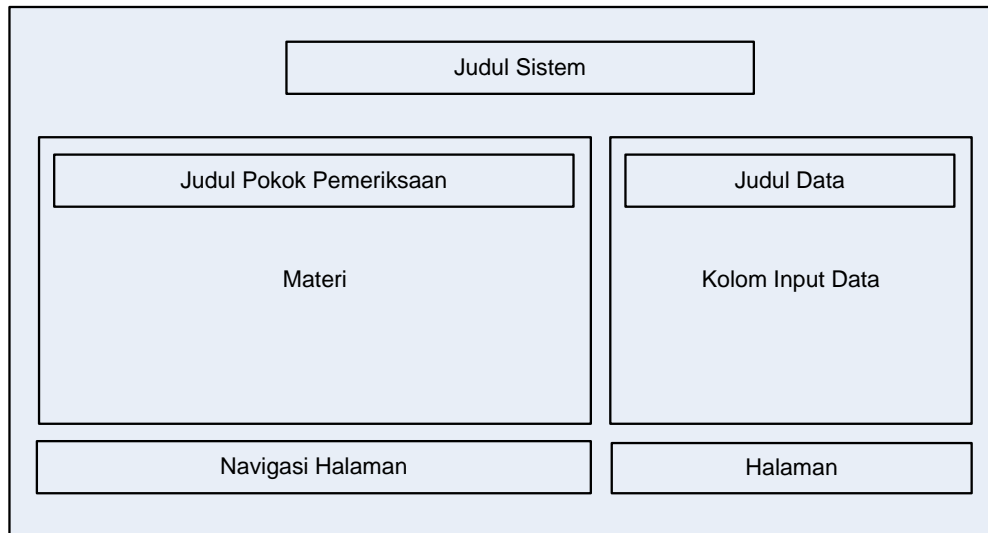 Judul Sistem
Judul Pokok Pemeriksaan
Judul Data
Materi
Kolom Input Data
Navigasi Halaman
Halaman